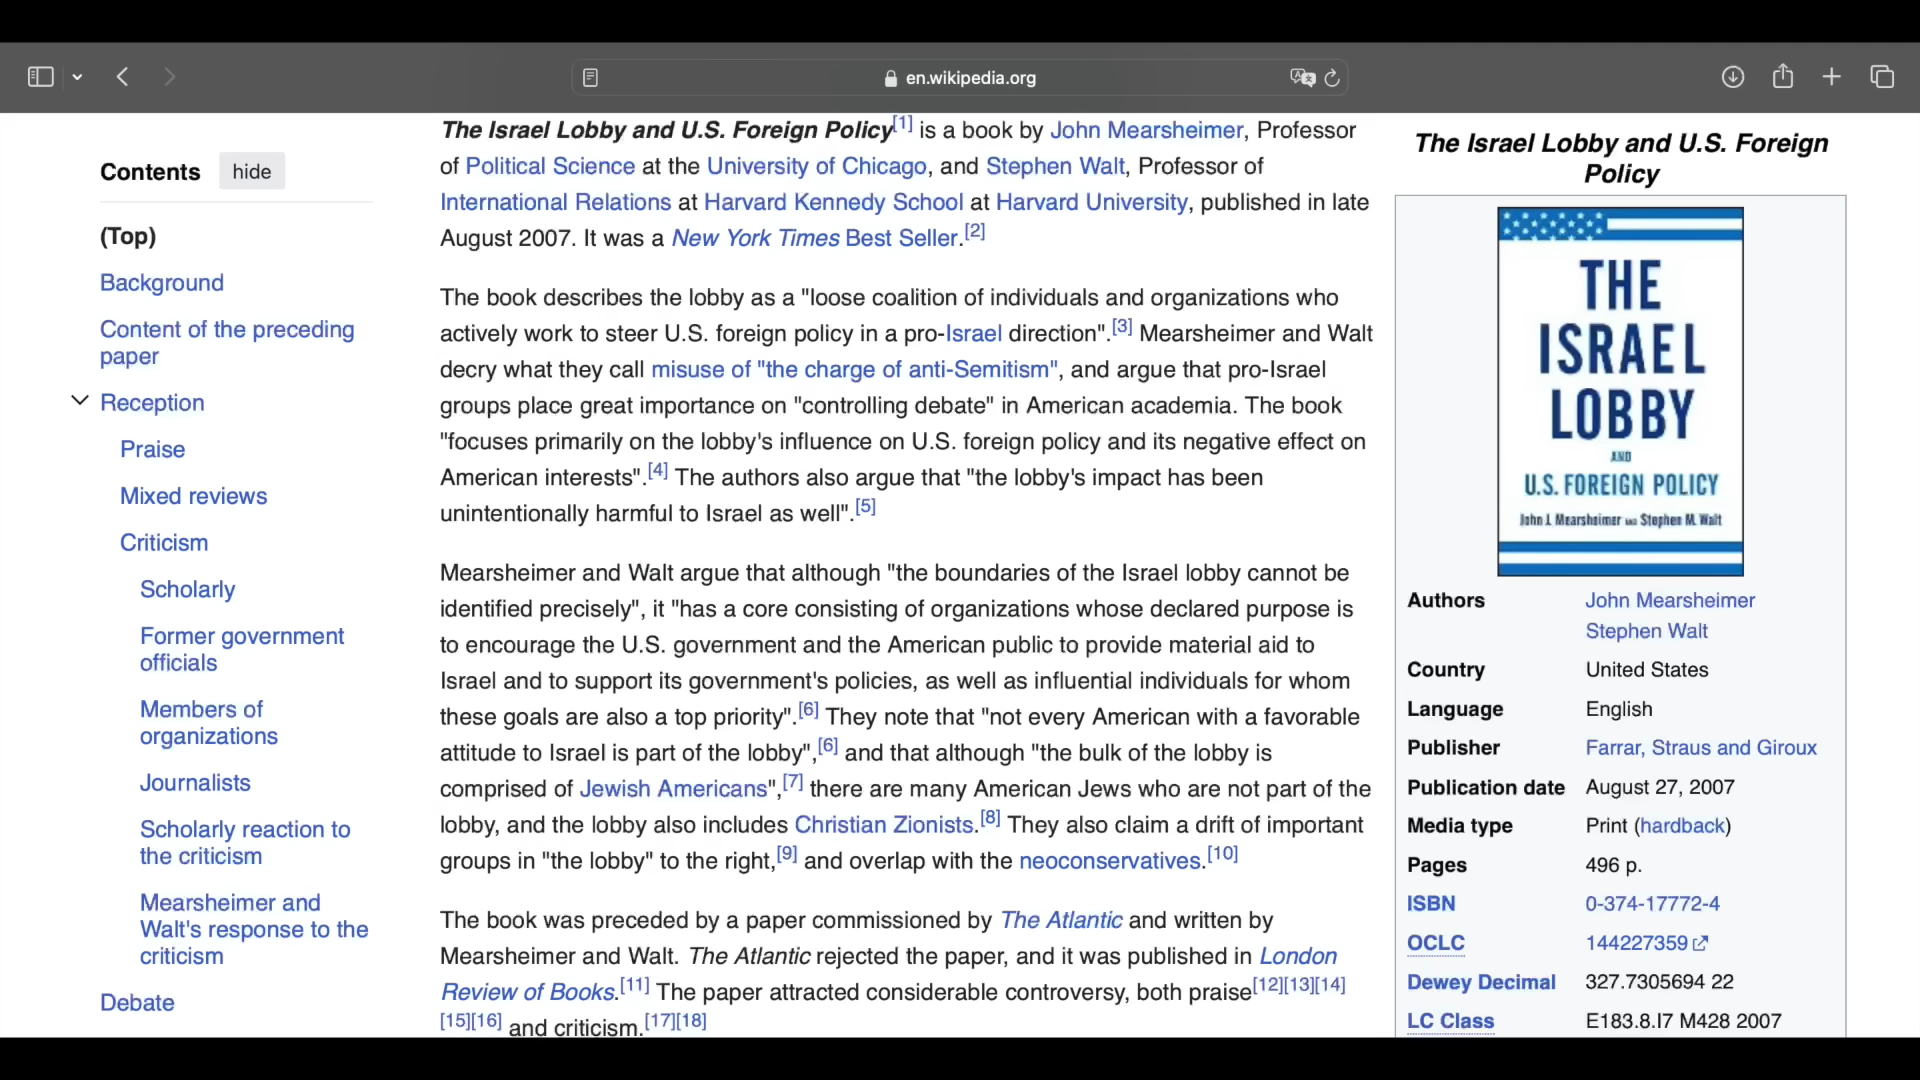 en.wikipedia.org
Contents hide
(Top)
Background
Content of the preceding
paper
Reception
Praise
Mixed reviews
Criticism
Scholarly
Former government
officials
Members of
organizations
Journalists
Scholarly reaction to
the criticism
Mearsheimer and
Walt's response to the
criticism
Debate
The Israel Lobby and U.S. Foreign Policy[1] is a book by John Mearsheimer, Professor
of Political Science at the University of Chicago, and Stephen Walt, Professor of
International Relations at Harvard Kennedy School at Harvard University, published in late
August 2007. It was a New York Times Best Seller.[2]
The book describes the lobby as a "loose coalition of individuals and organizations who
actively work to steer U.S. foreign policy in a pro-Israel direction".[3] Mearsheimer and Walt
decry what they call misuse of "the charge of anti-Semitism", and argue that pro-Israel
groups place great importance on "controlling debate" in American academia. The book
"focuses primarily on the lobby's influence on U.S. foreign policy and its negative effect on
American interests".[4] The authors also argue that "the lobby's impact has been
unintentionally harmful to Israel as well".[5]
Mearsheimer and Walt argue that although "the boundaries of the Israel lobby cannot be
identified precisely", it "has a core consisting of organizations whose declared purpose is
to encourage the U.S. government and the American public to provide material aid to
Israel and to support its government's policies, as well as influential individuals for whom
these goals are also a top priority".[6] They note that "not every American with a favorable
attitude to Israel is part of the lobby",[6] and that although "the bulk of the lobby is
comprised of Jewish Americans",[7] there are many American Jews who are not part of the
lobby, and the lobby also includes Christian Zionists.[8] They also claim a drift of important
groups in "the lobby" to the right,[9] and overlap with the neoconservatives.[10]
The book was preceded by a paper commissioned by The Atlantic and written by
Mearsheimer and Walt. The Atlantic rejected the paper, and it was published in London
Review of Books.[11] The paper attracted considerable controversy, both praise[12][13][14]
[15][16] and criticism.[17][18]
The Israel Lobby and U.S. Foreign
Policy
THE
ISRAEL
LOBBY
AND
U.S. FOREIGN POLICY
John J. Mearsheimer AND Stephen M. Walt
Authors John Mearsheimer
Stephen Walt
Country United States
Language English
Publisher Farrar, Straus and Giroux
Publication date August 27, 2007
Media type Print (hardback)
Pages 496 p.
ISBN 0-374-17772-4
OCLC 144227359
Dewey Decimal 327.7305694 22
LC Class E183.8.I7 M428 2007